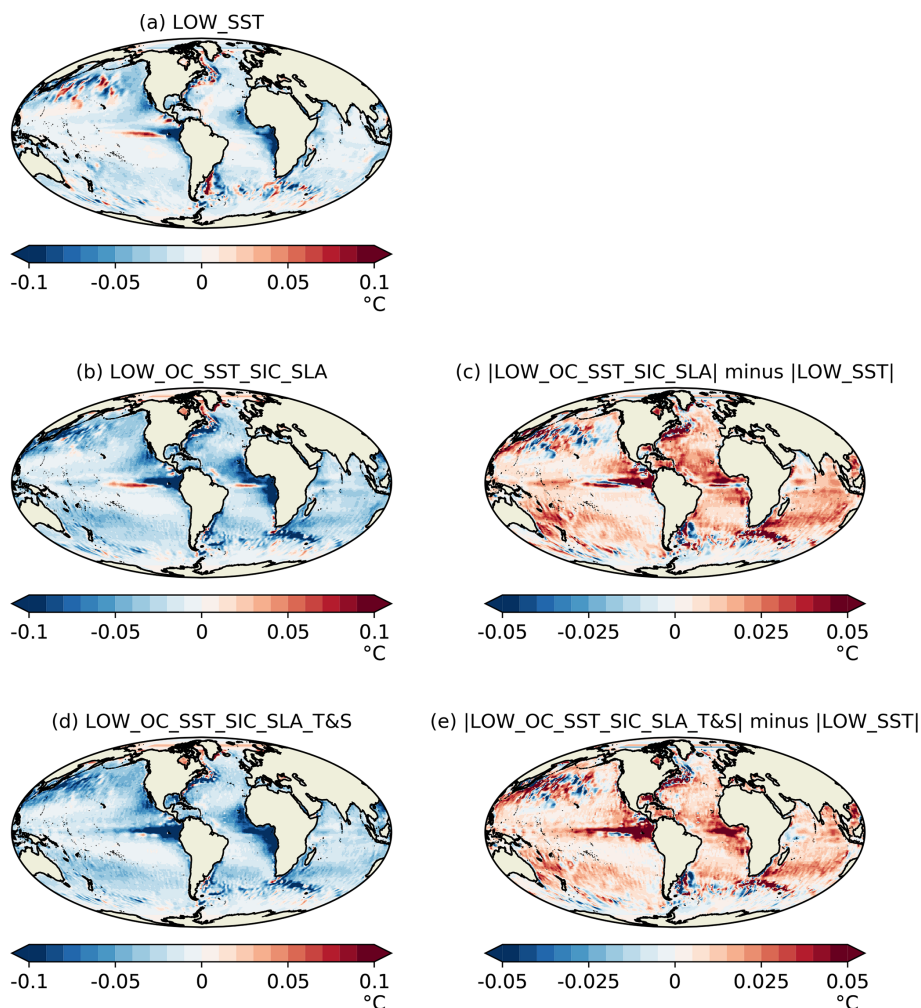 (a) LOW_SST
-0.1 -0.05 0 0.05 0.1
°C
(b) LOW_OC_SST_SIC_SLA
-0.1 -0.05 0 0.05 0.1
°C
(c) |LOW_OC_SST_SIC_SLA| minus |LOW_SST|
-0.05 -0.025 0 0.025 0.05
°C
(d) LOW_OC_SST_SIC_SLA_T&S
-0.1 -0.05 0 0.05 0.1
°C
(e) |LOW_OC_SST_SIC_SLA_T&S| minus |LOW_SST|
-0.05 -0.025 0 0.025 0.05
°C